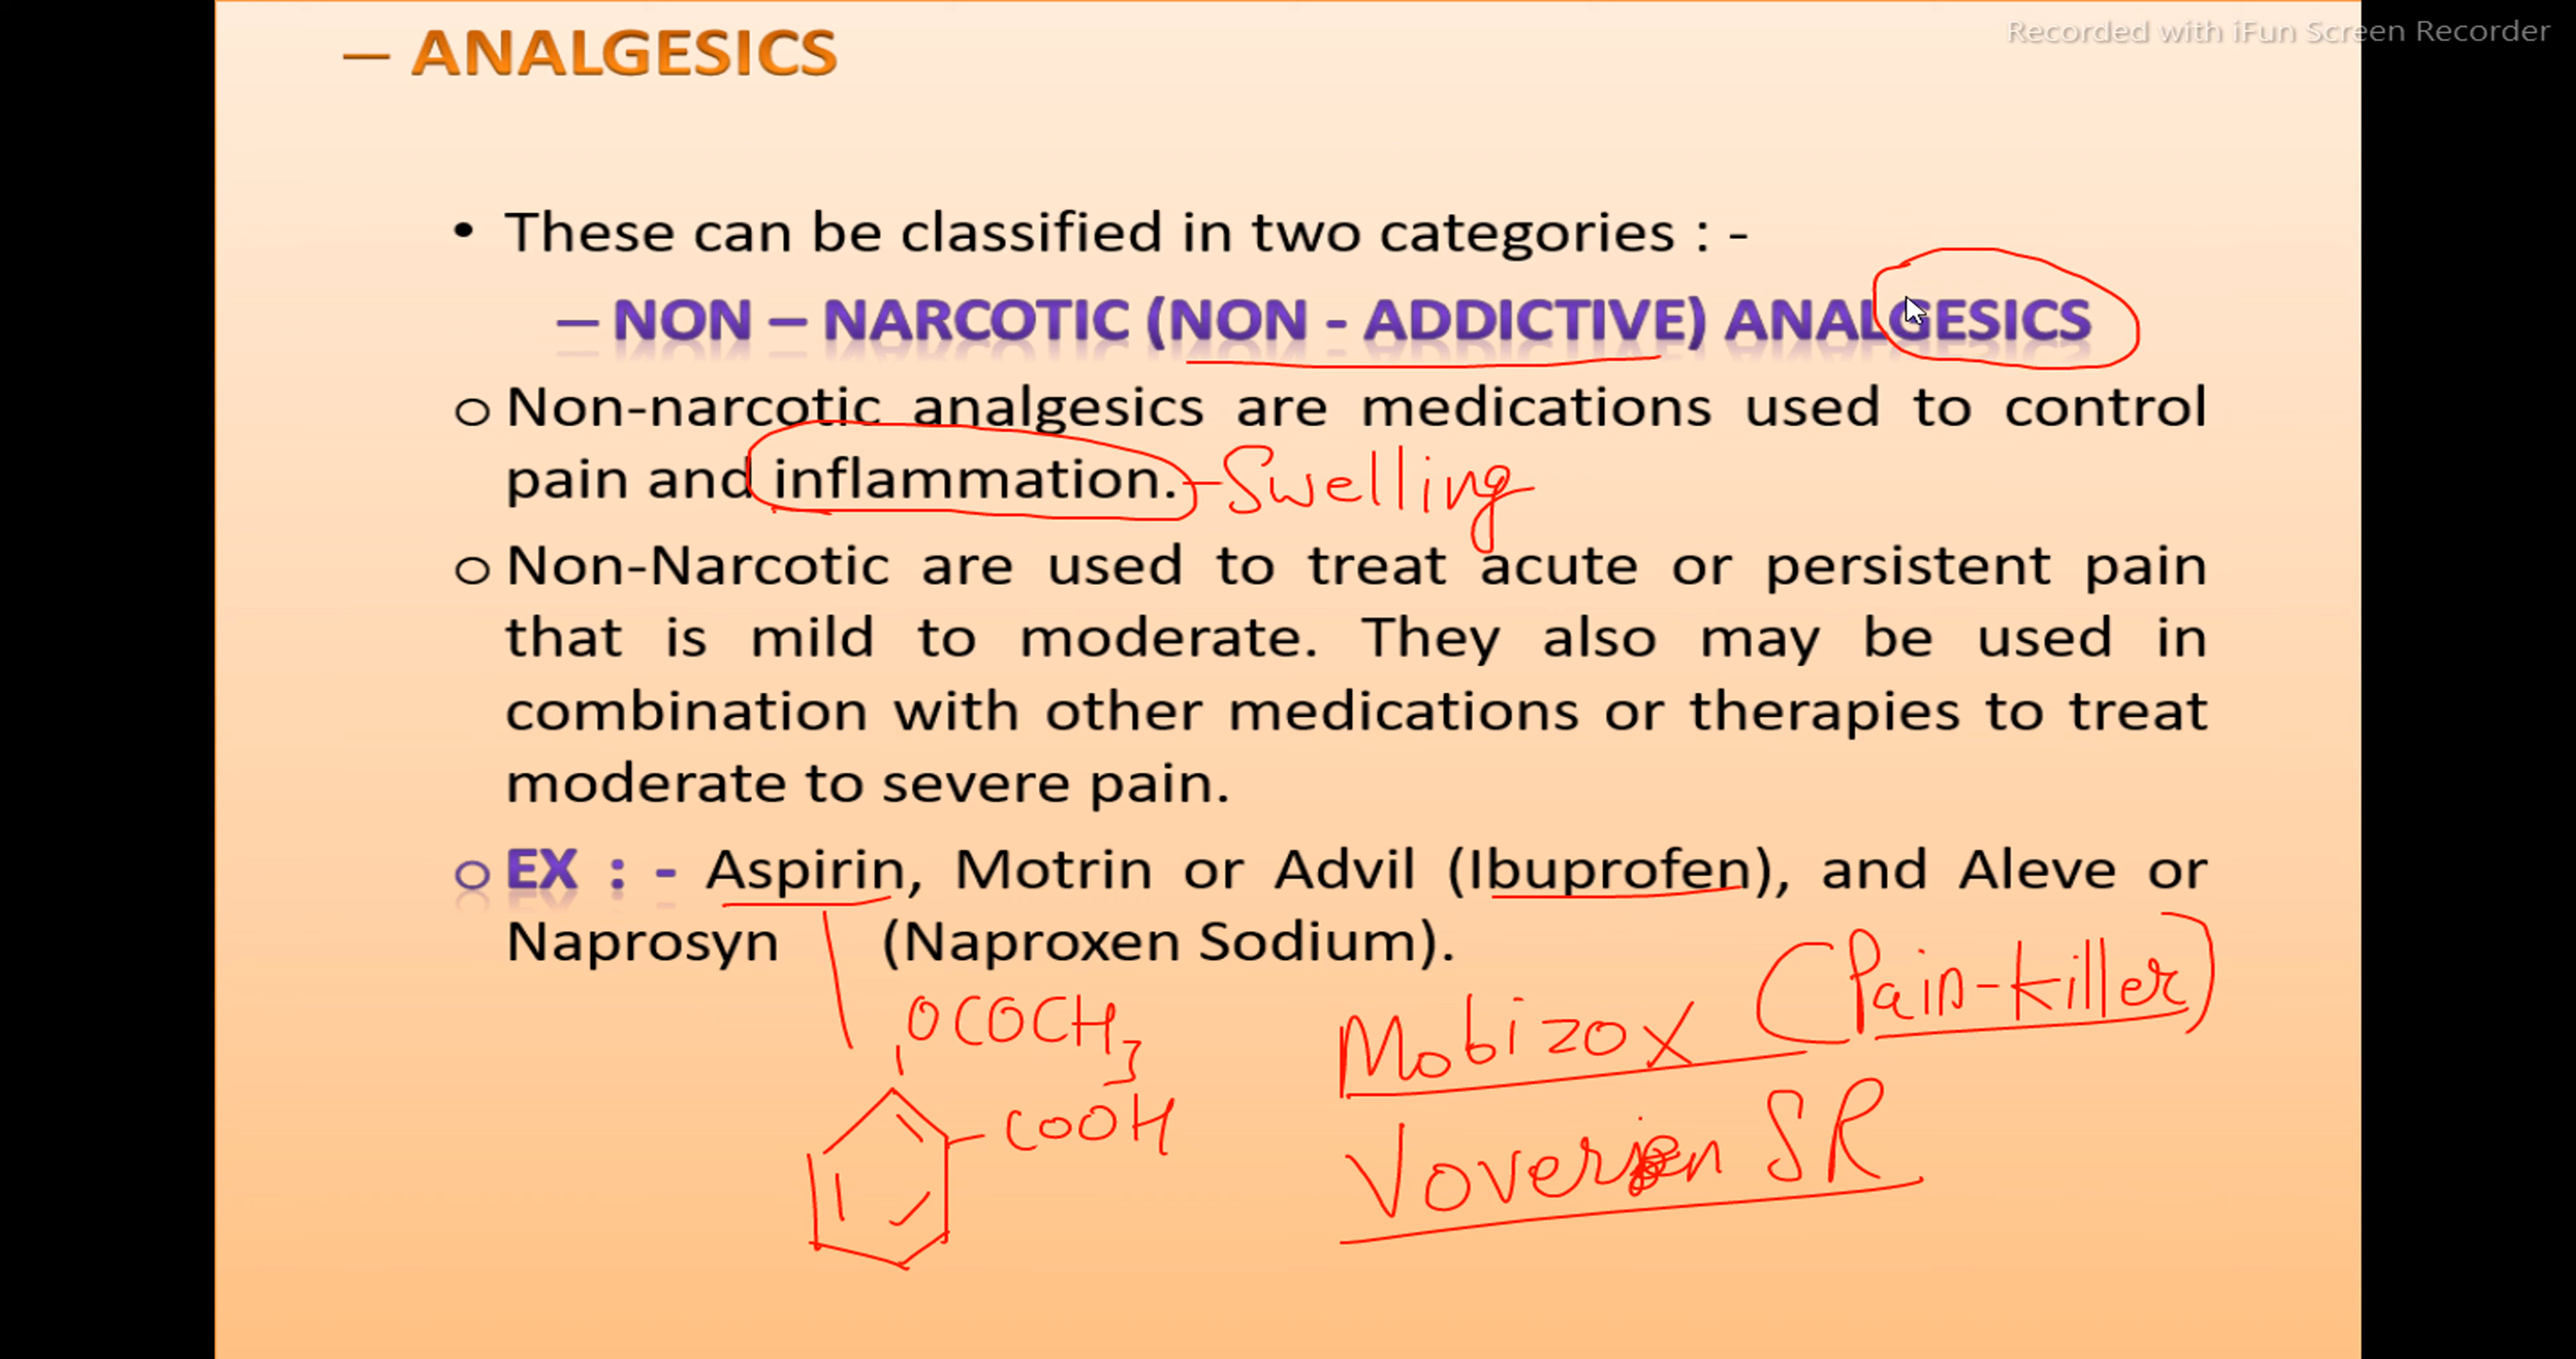 Recorded with iFun Screen Recorder
– ANALGESICS
• These can be classified in two categories : -
– NON – NARCOTIC (NON - ADDICTIVE) ANALGESICS
o Non-narcotic analgesics are medications used to control
pain and inflammation. - Swelling
o Non-Narcotic are used to treat acute or persistent pain
that is mild to moderate. They also may be used in
combination with other medications or therapies to treat
moderate to severe pain.
o EX : - Aspirin, Motrin or Advil (Ibuprofen), and Aleve or
Naprosyn (Naproxen Sodium).
OCOCH3
COOH
Mobizox (Pain-killer)
SR